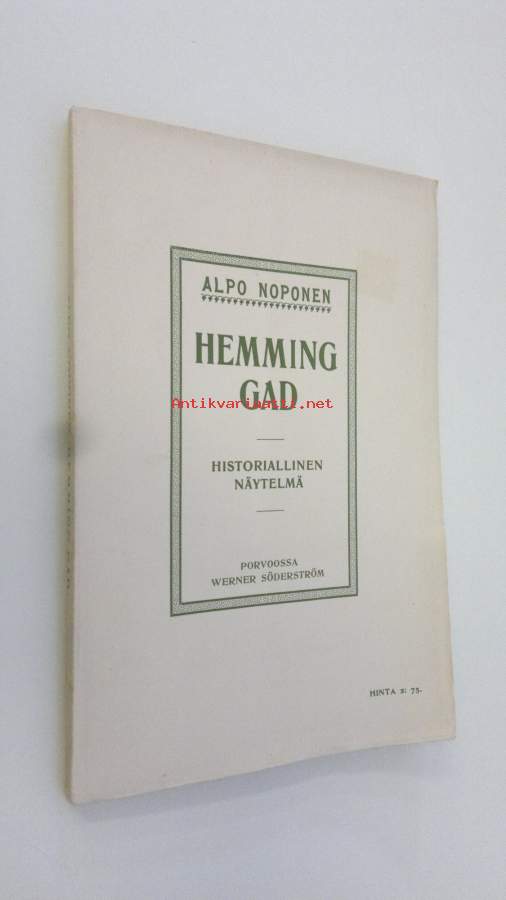 ALPO NOPONEN
HEMMING
GAD
Antikvariaatti.net
HISTORIALLINEN
NÄYTELMÄ
PORVOOSSA
WERNER SÖDERSTRÖM
HINTA 2: 75.